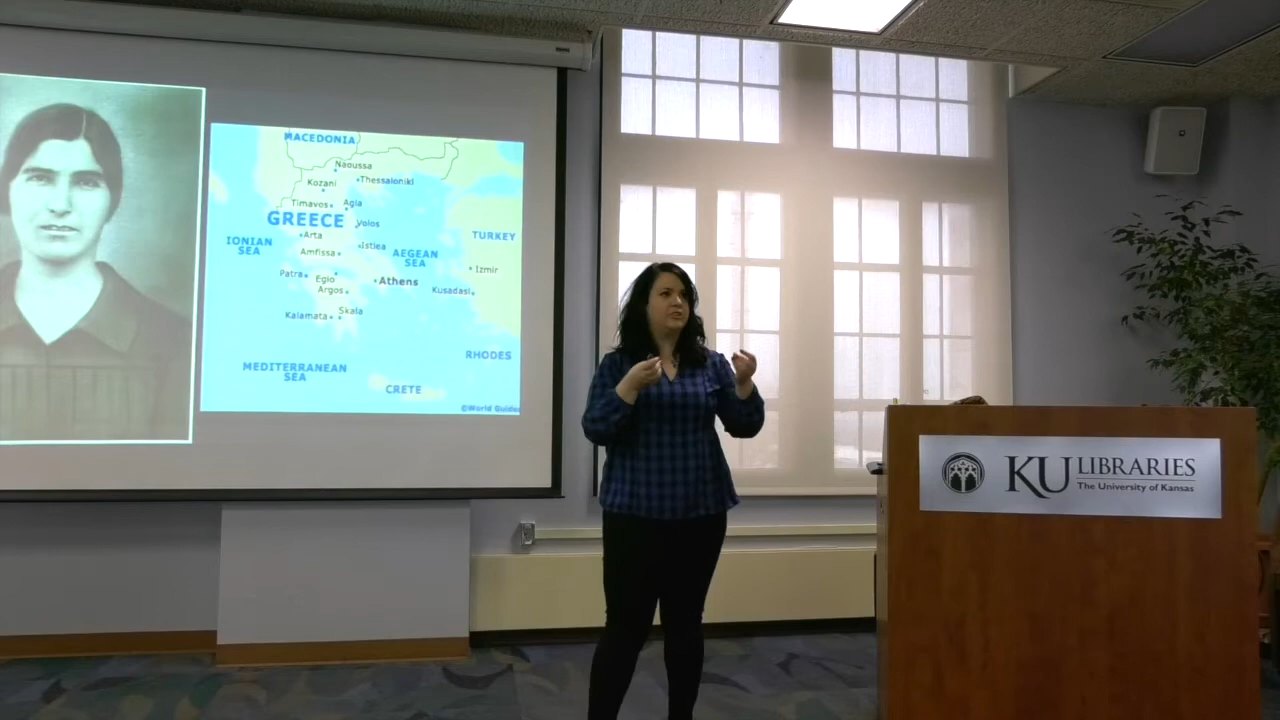 MACEDONIA
Naoussa
Kozani
Thessaloniki
Timavos
Agia
GREECE
Volos
Arta
IONIAN
SEA
Istiea
Amfissa
AEGEAN
SEA
TURKEY
Izmir
Patra
Egio
Athens
Argos
Kusadasi
Kalamata
Skala
RHODES
MEDITERRANEAN
SEA
CRETE
©World Guides
KU LIBRARIES
The University of Kansas